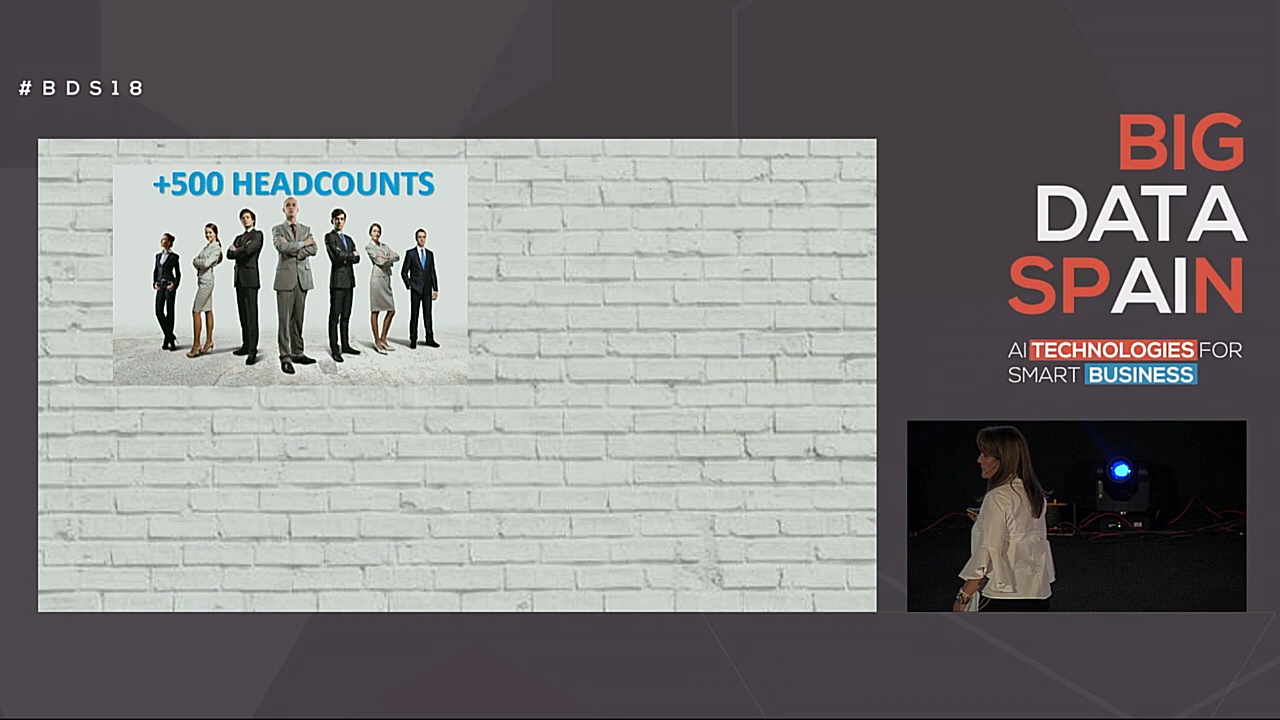 #BDS18
+500 HEADCOUNTS
BIG
DATA
SPAIN
AI TECHNOLOGIES FOR
SMART BUSINESS